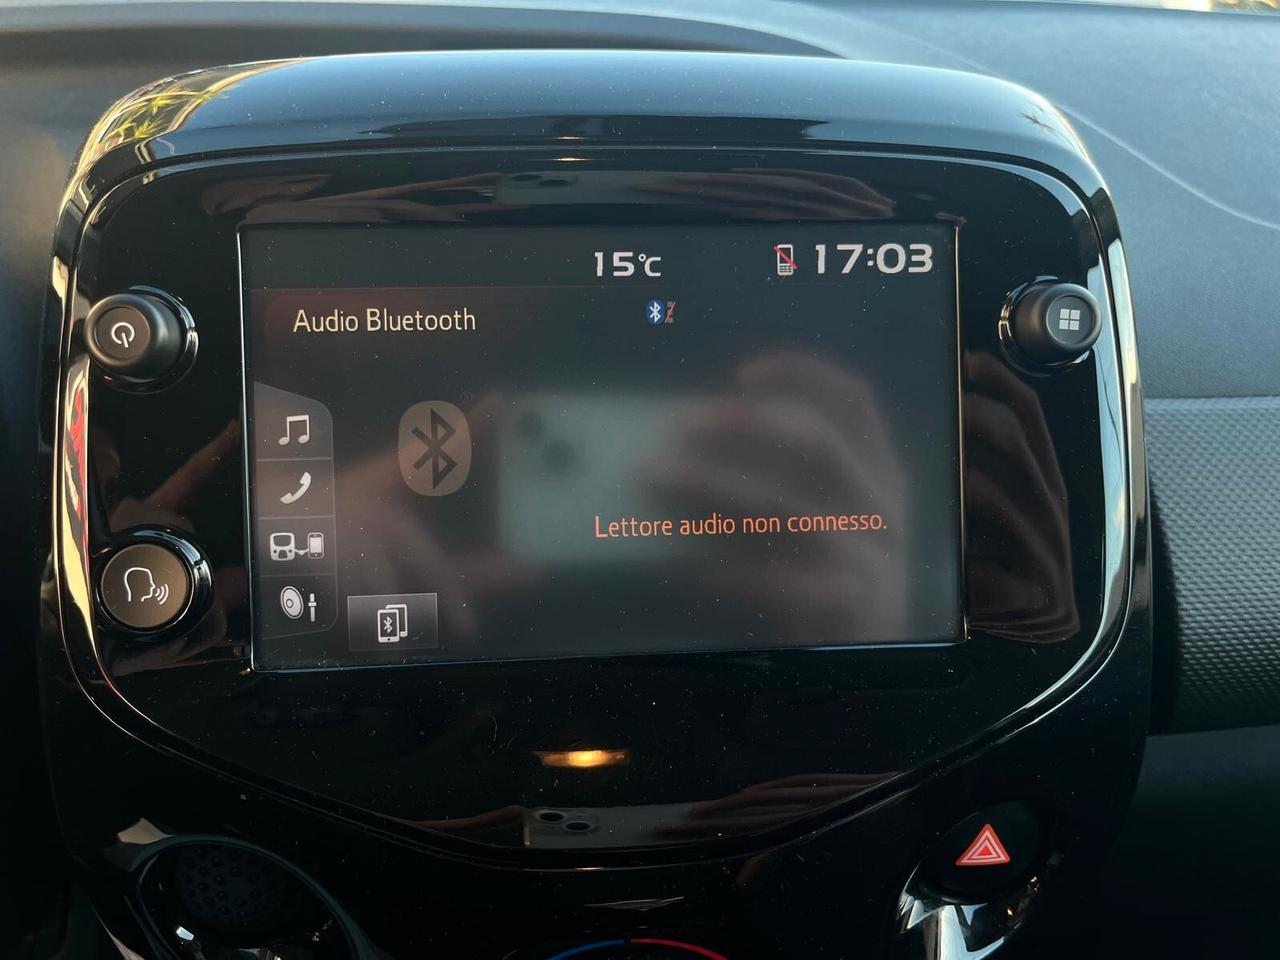 15°C
17:03
Audio Bluetooth
Lettore audio non connesso.